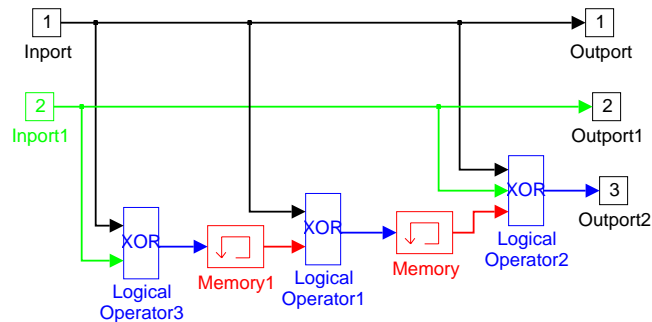 1
Inport
1
Outport
2
Inport1
2
Outport1
XOR
3
Outport2
Logical
Operator2
XOR
XOR
Memory1
Memory
Logical
Operator3
Logical
Operator1